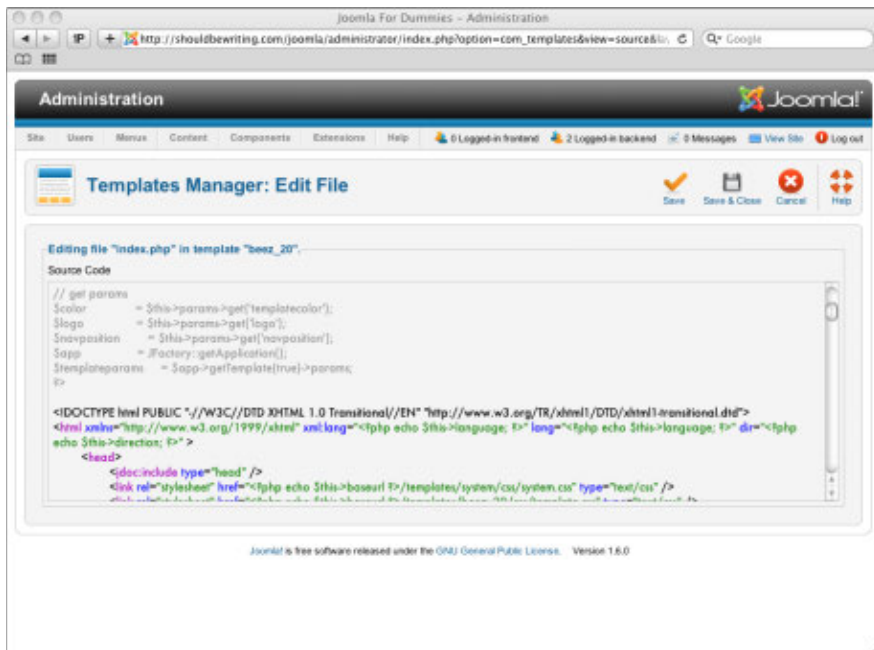 Joomla For Dummies – Administration
http://shouldbewriting.com/joomla/administrator/index.php?option=com_templates&view=source&
Google
Administration
Joomla!
Site Users Menus Content Components Extensions Help 0 Logged-in frontend 2 Logged-in backend 0 Messages View Site Log out
Templates Manager: Edit File
Save Save & Close Cancel Help
Editing file "index.php" in template "beez_20".
Source Code
// get params
$color = $this->params->get('templatecolor');
$logo = $this->params->get('logo');
$navposition = $this->params->get('navposition');
$app = JFactory::getApplication();
$templateparams = $app->getTemplate(true)->params;
?>
<!DOCTYPE html PUBLIC "-//W3C//DTD XHTML 1.0 Transitional//EN" "http://www.w3.org/TR/xhtml1/DTD/xhtml1-transitional.dtd">
<html xmlns="http://www.w3.org/1999/xhtml" xml:lang="<?php echo $this->language; ?>" lang="<?php echo $this->language; ?>" dir="<?php
echo $this->direction; ?>" >
<head>
<jdoc:include type="head" />
<link rel="stylesheet" href="<?php echo $this->baseurl ?>/templates/system/css/system.css" type="text/css" />
Joomla! is free software released under the GNU General Public License. Version 1.6.0